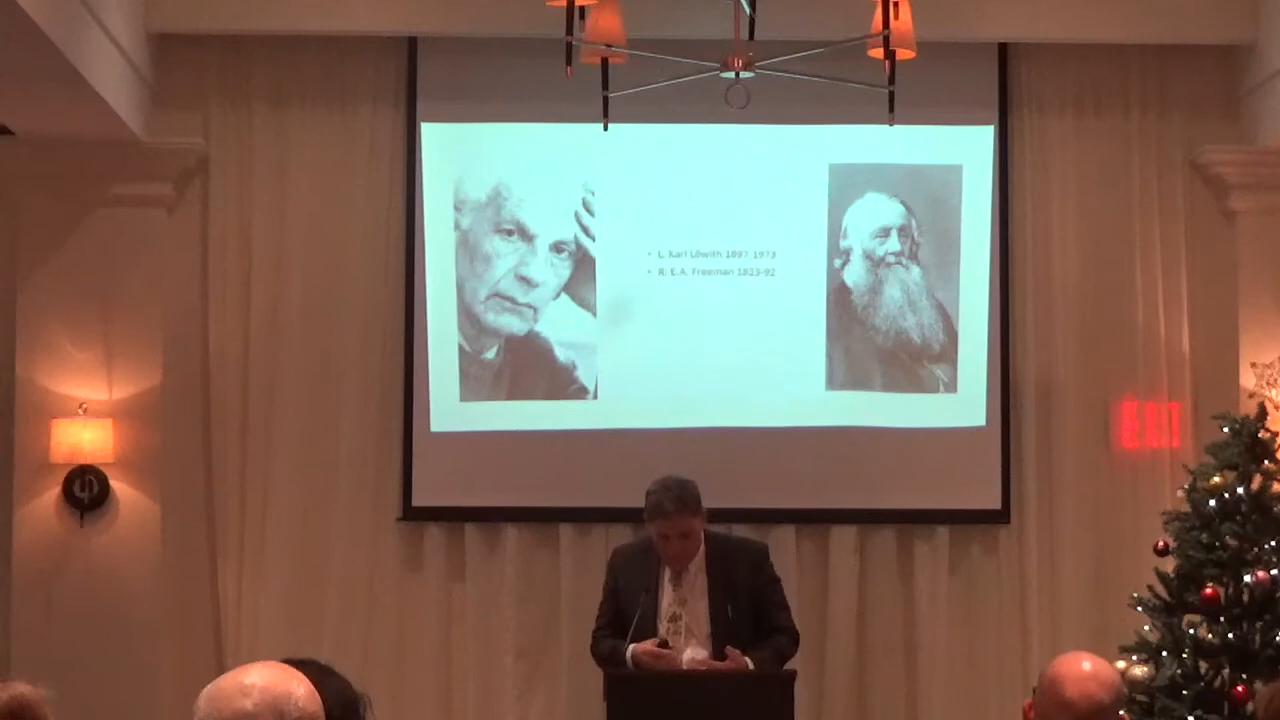 • L. Karl Löwith 1897-1973
• R: E.A. Freeman 1823-92
EXIT